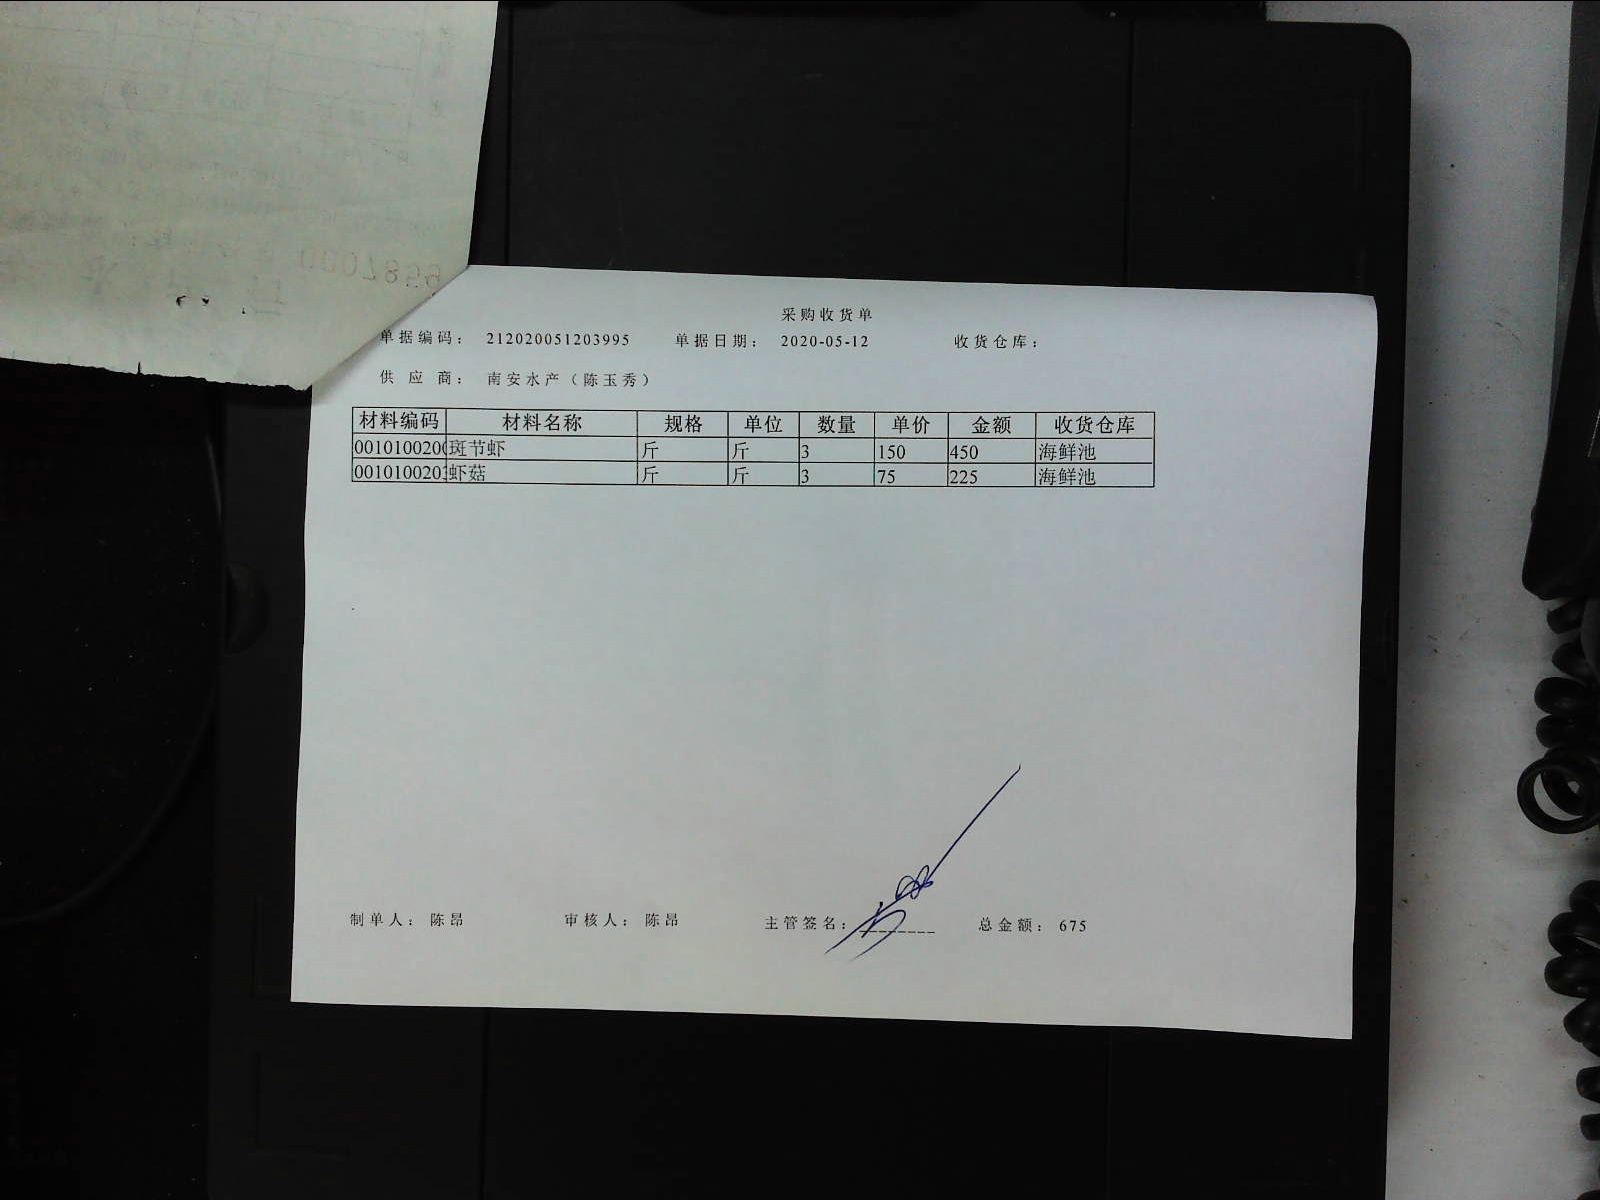 采购收货单
单据编码： 212020051203995 单据日期： 2020-05-12 收货仓库：
供 应 商： 南安水产（陈玉秀）
材料编码 材料名称 规格 单位 数量 单价 金额 收货仓库
001010020 斑节虾 斤 斤 3 150 450 海鲜池
001010020 虾菇 斤 斤 3 75 225 海鲜池
制单人： 陈昂 审核人： 陈昂 主管签名： 总金额： 675